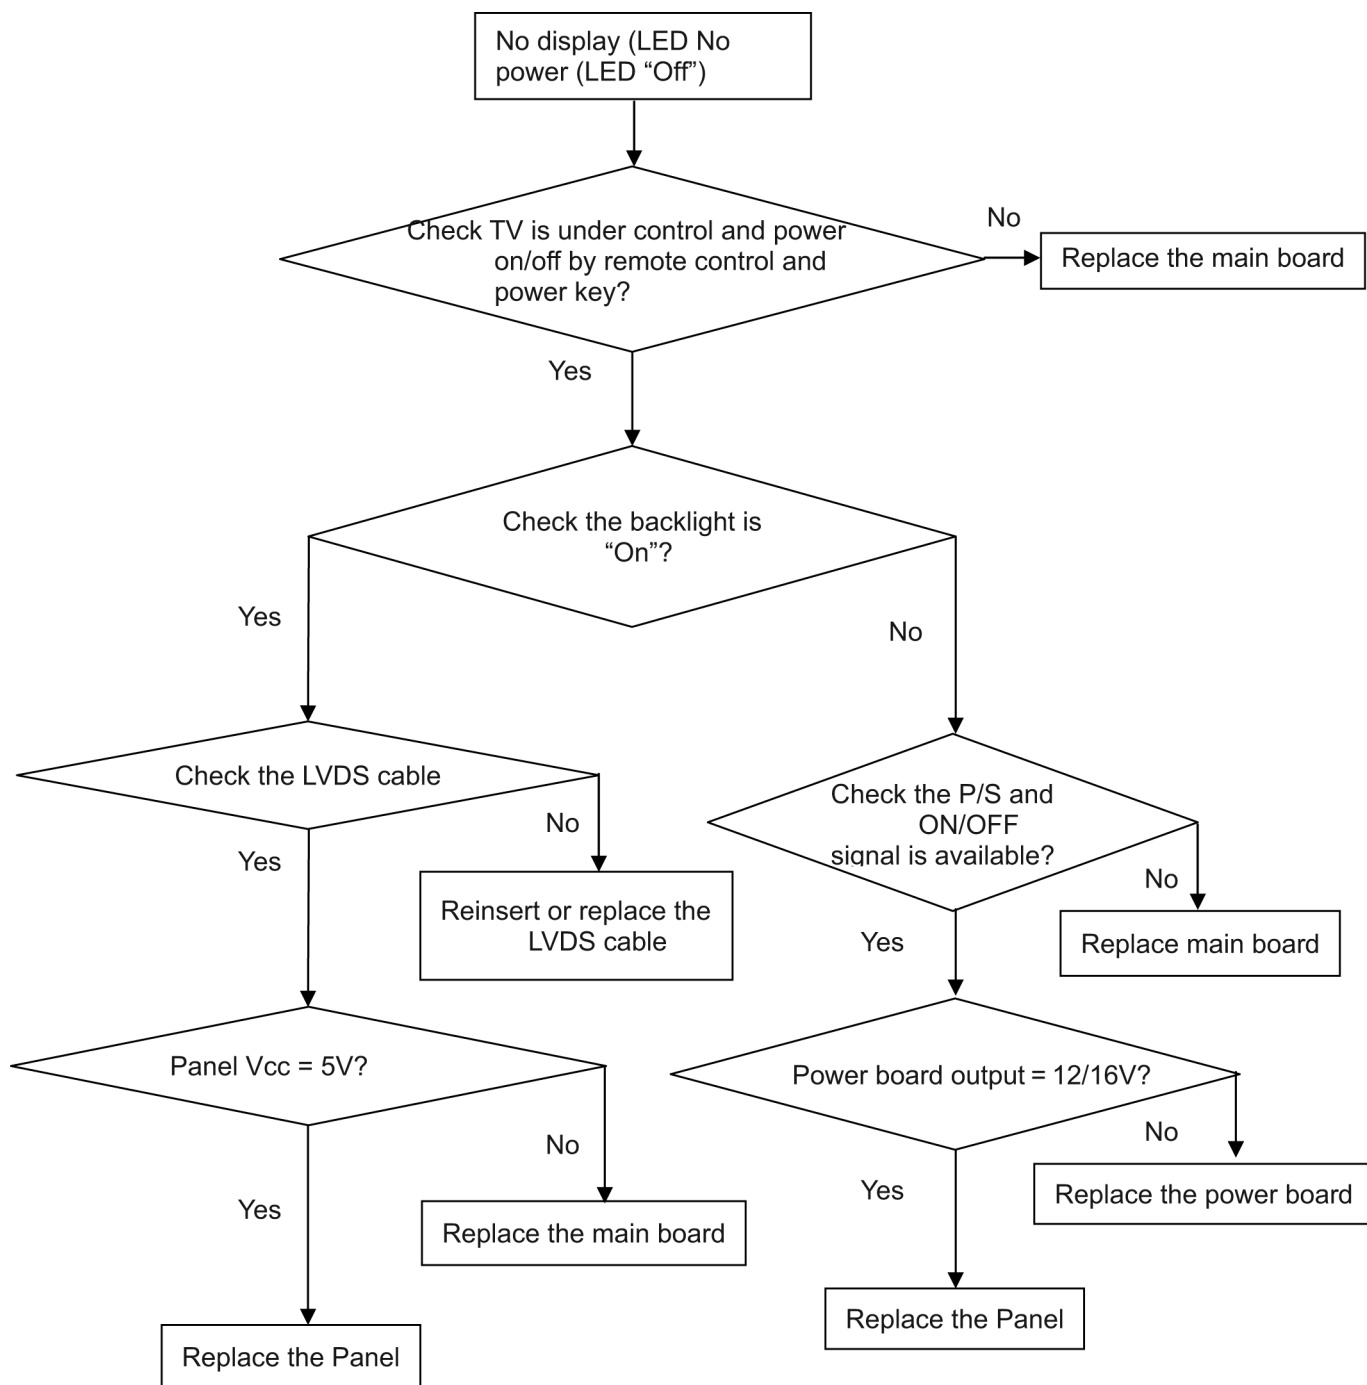 No display (LED No
power (LED “Off”)
Check TV is under control and power
on/off by remote control and
power key?
No
Replace the main board
Yes
Check the backlight is
“On”?
Yes
No
Check the LVDS cable
No
Yes
Reinsert or replace the
LVDS cable
Check the P/S and
ON/OFF
signal is available?
No
Yes
Replace main board
Panel Vcc = 5V?
No
Yes
Replace the main board
Replace the Panel
Power board output = 12/16V?
No
Yes
Replace the power board
Replace the Panel